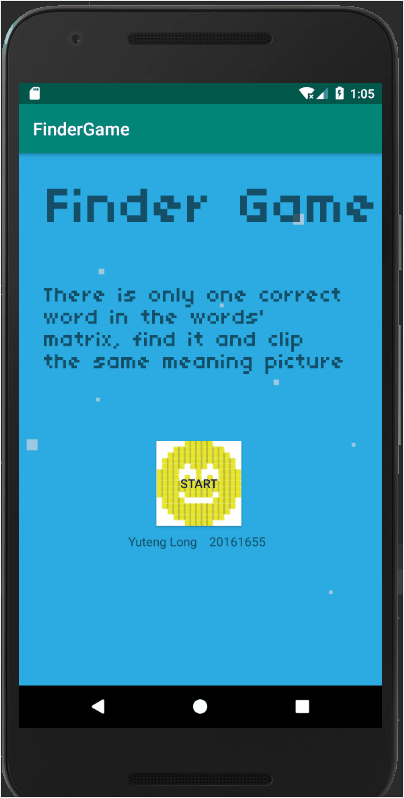 1:05
FinderGame
Finder Game
There is only one correct
word in the words'
matrix, find it and clip
the same meaning picture
START
Yuteng Long 20161655